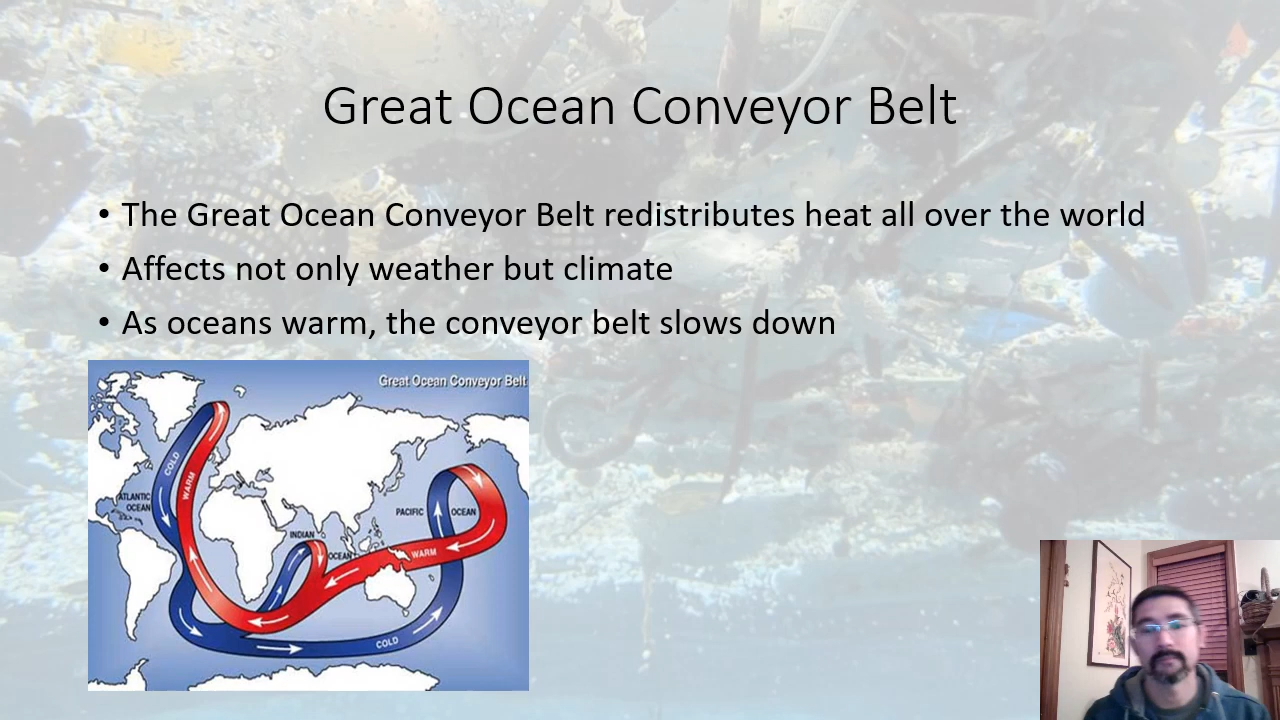 Great Ocean Conveyor Belt
• The Great Ocean Conveyor Belt redistributes heat all over the world
• Affects not only weather but climate
• As oceans warm, the conveyor belt slows down
Great Ocean Conveyor Belt
COLD
WARM
ATLANTIC
OCEAN
PACIFIC
OCEAN
INDIAN
OCEAN
WARM
COLD